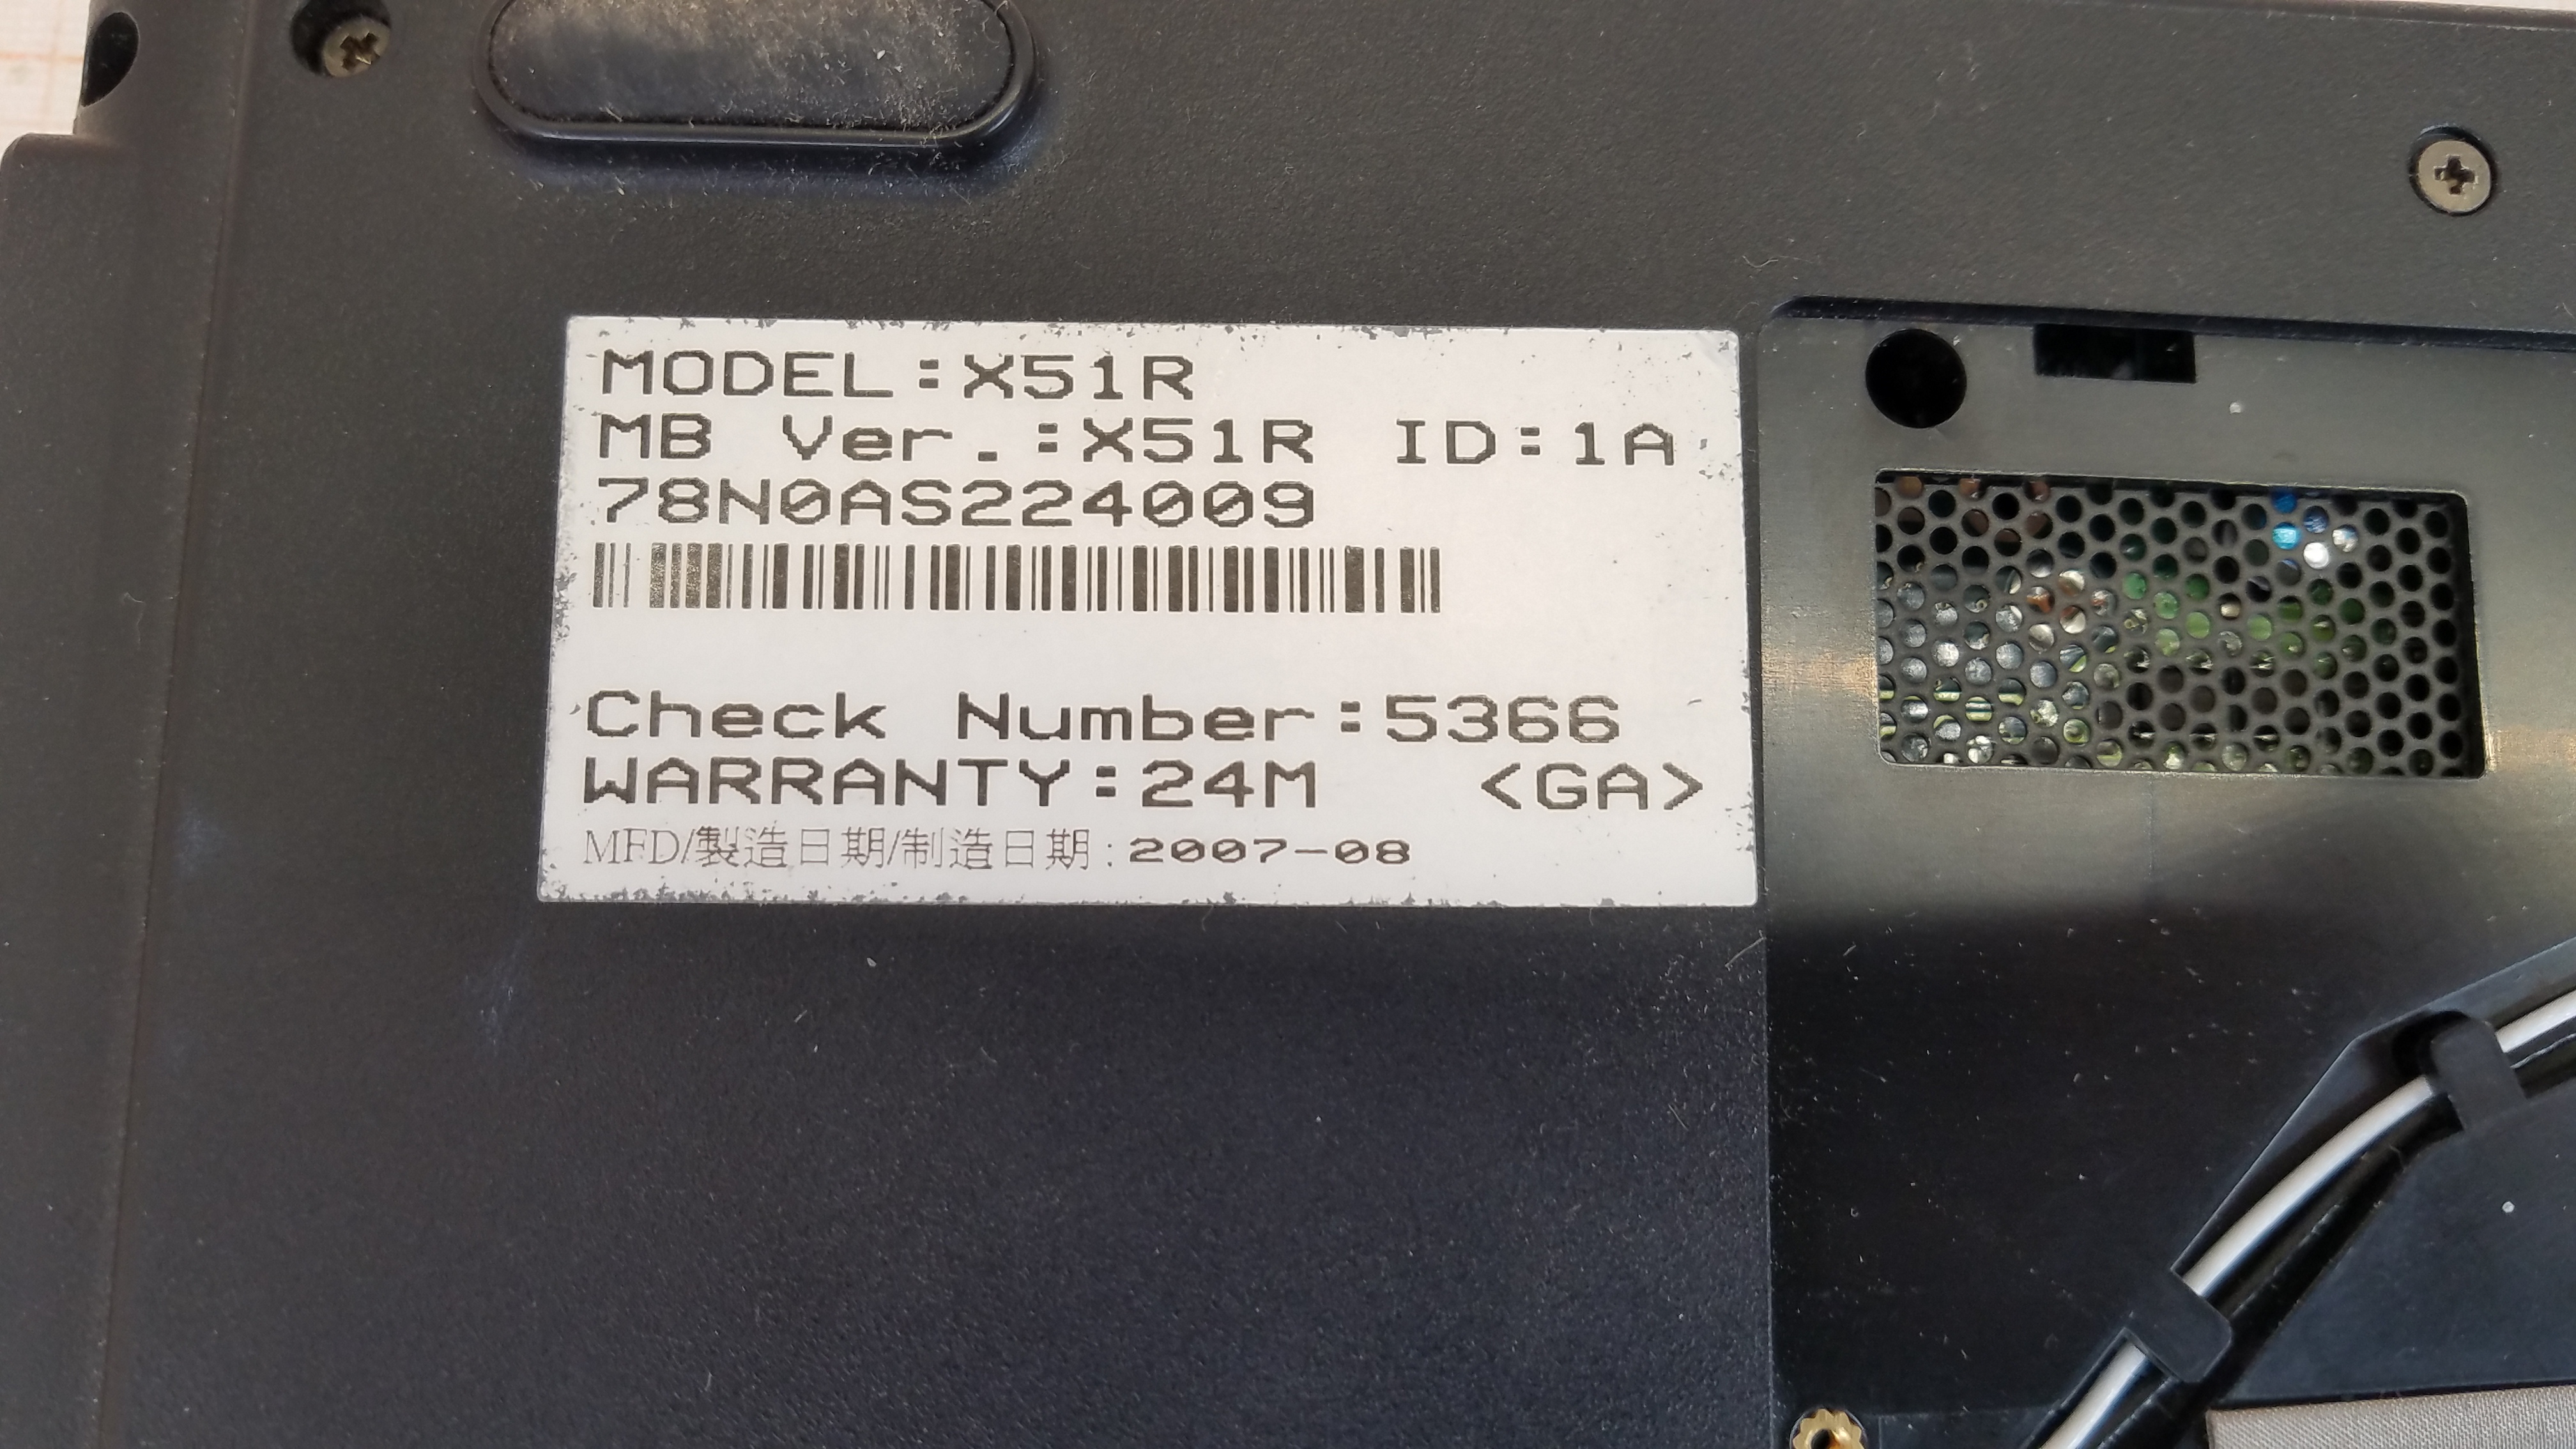 MODEL:X51R
MB Ver.:X51R ID:1A
78N0AS224009
Check Number:5366
WARRANTY:24M <GA>
MFD/製造日期/制造日期:2007-08